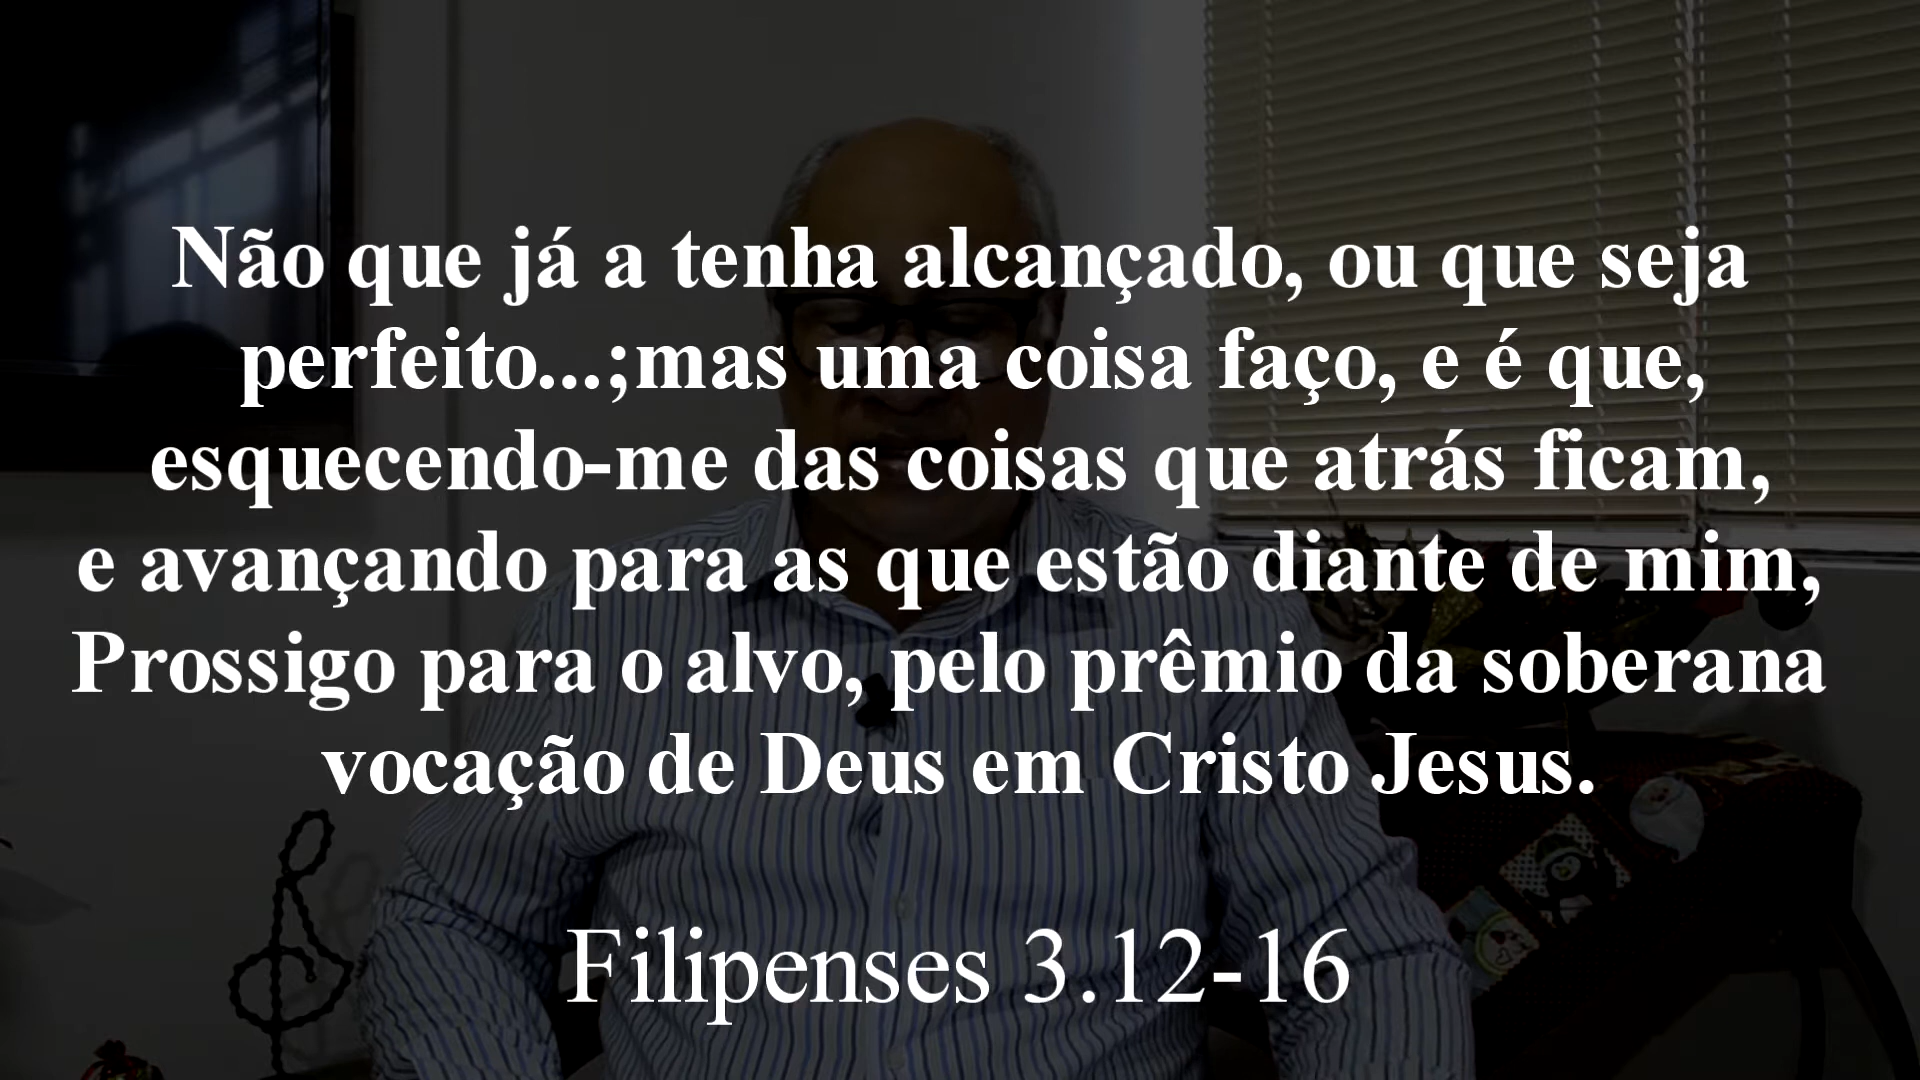 Não que já a tenha alcançado, ou que seja
perfeito...;mas uma coisa faço, e é que,
esquecendo-me das coisas que atrás ficam,
e avançando para as que estão diante de mim,
Prossigo para o alvo, pelo prêmio da soberana
vocação de Deus em Cristo Jesus.
Filipenses 3.12-16